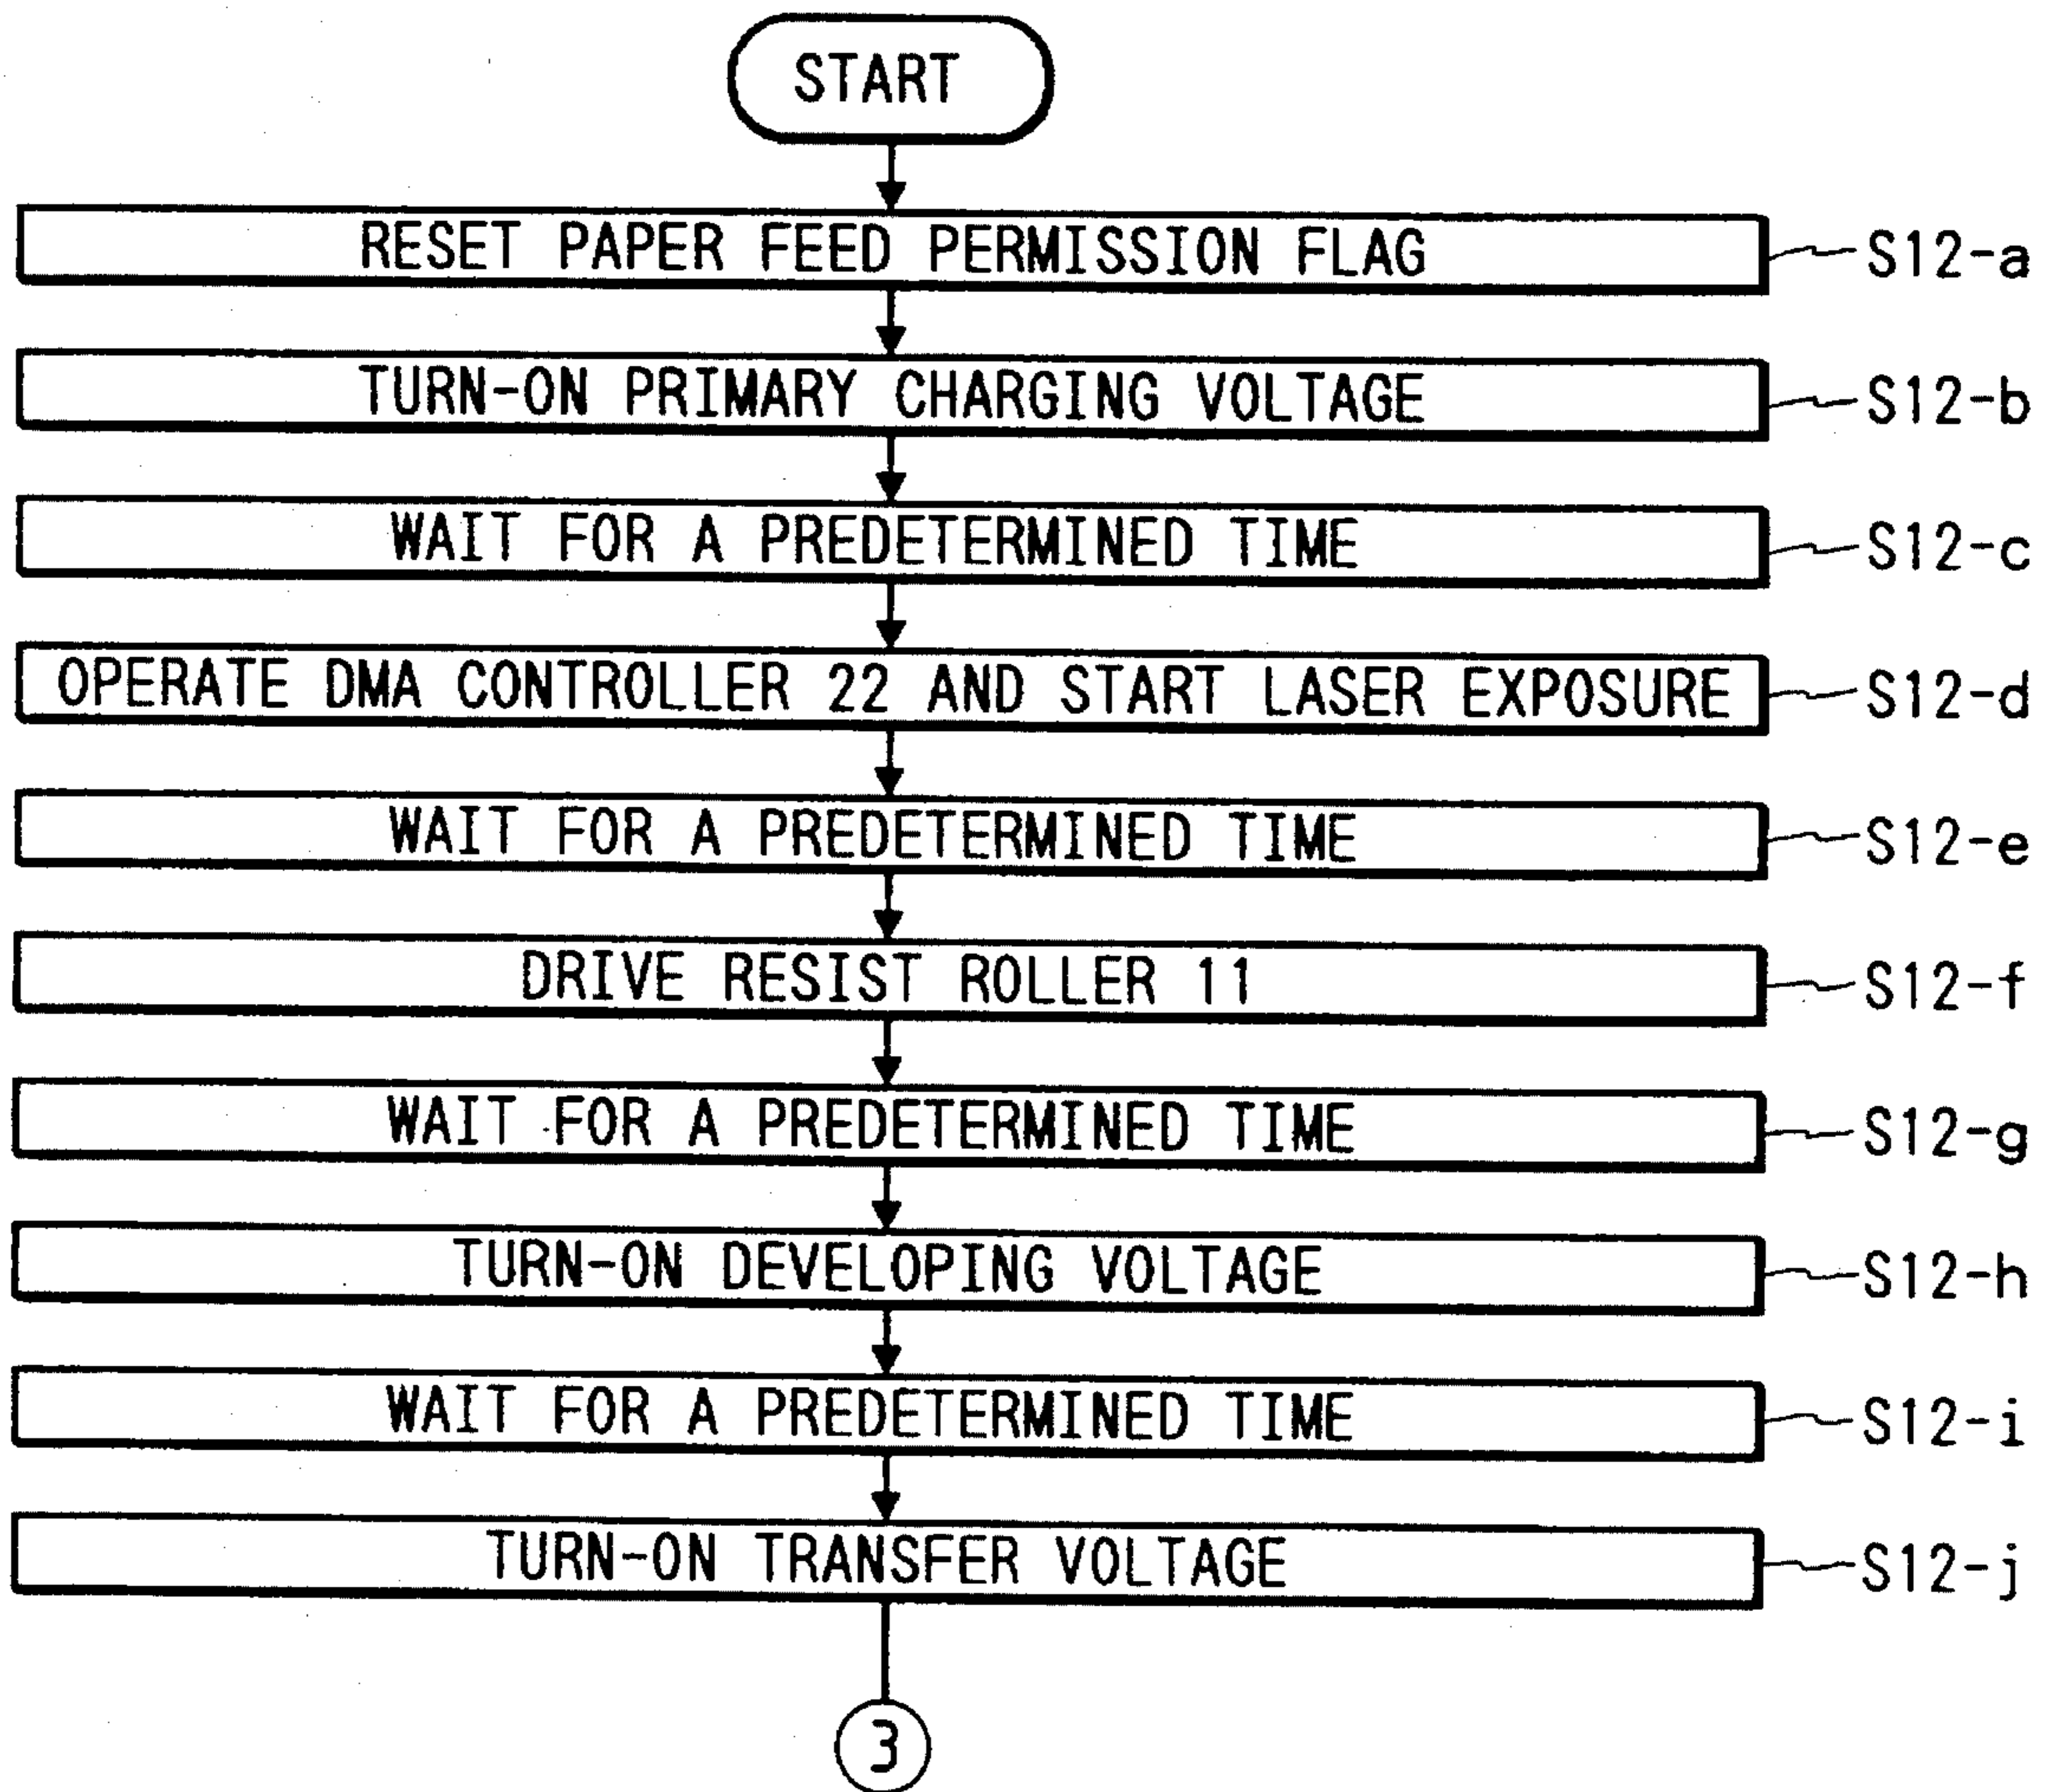 START
RESET PAPER FEED PERMISSION FLAG S12-a
TURN-ON PRIMARY CHARGING VOLTAGE S12-b
WAIT FOR A PREDETERMINED TIME S12-c
OPERATE DMA CONTROLLER 22 AND START LASER EXPOSURE S12-d
WAIT FOR A PREDETERMINED TIME S12-e
DRIVE RESIST ROLLER 11 S12-f
WAIT FOR A PREDETERMINED TIME S12-g
TURN-ON DEVELOPING VOLTAGE S12-h
WAIT FOR A PREDETERMINED TIME S12-i
TURN-ON TRANSFER VOLTAGE S12-j
3